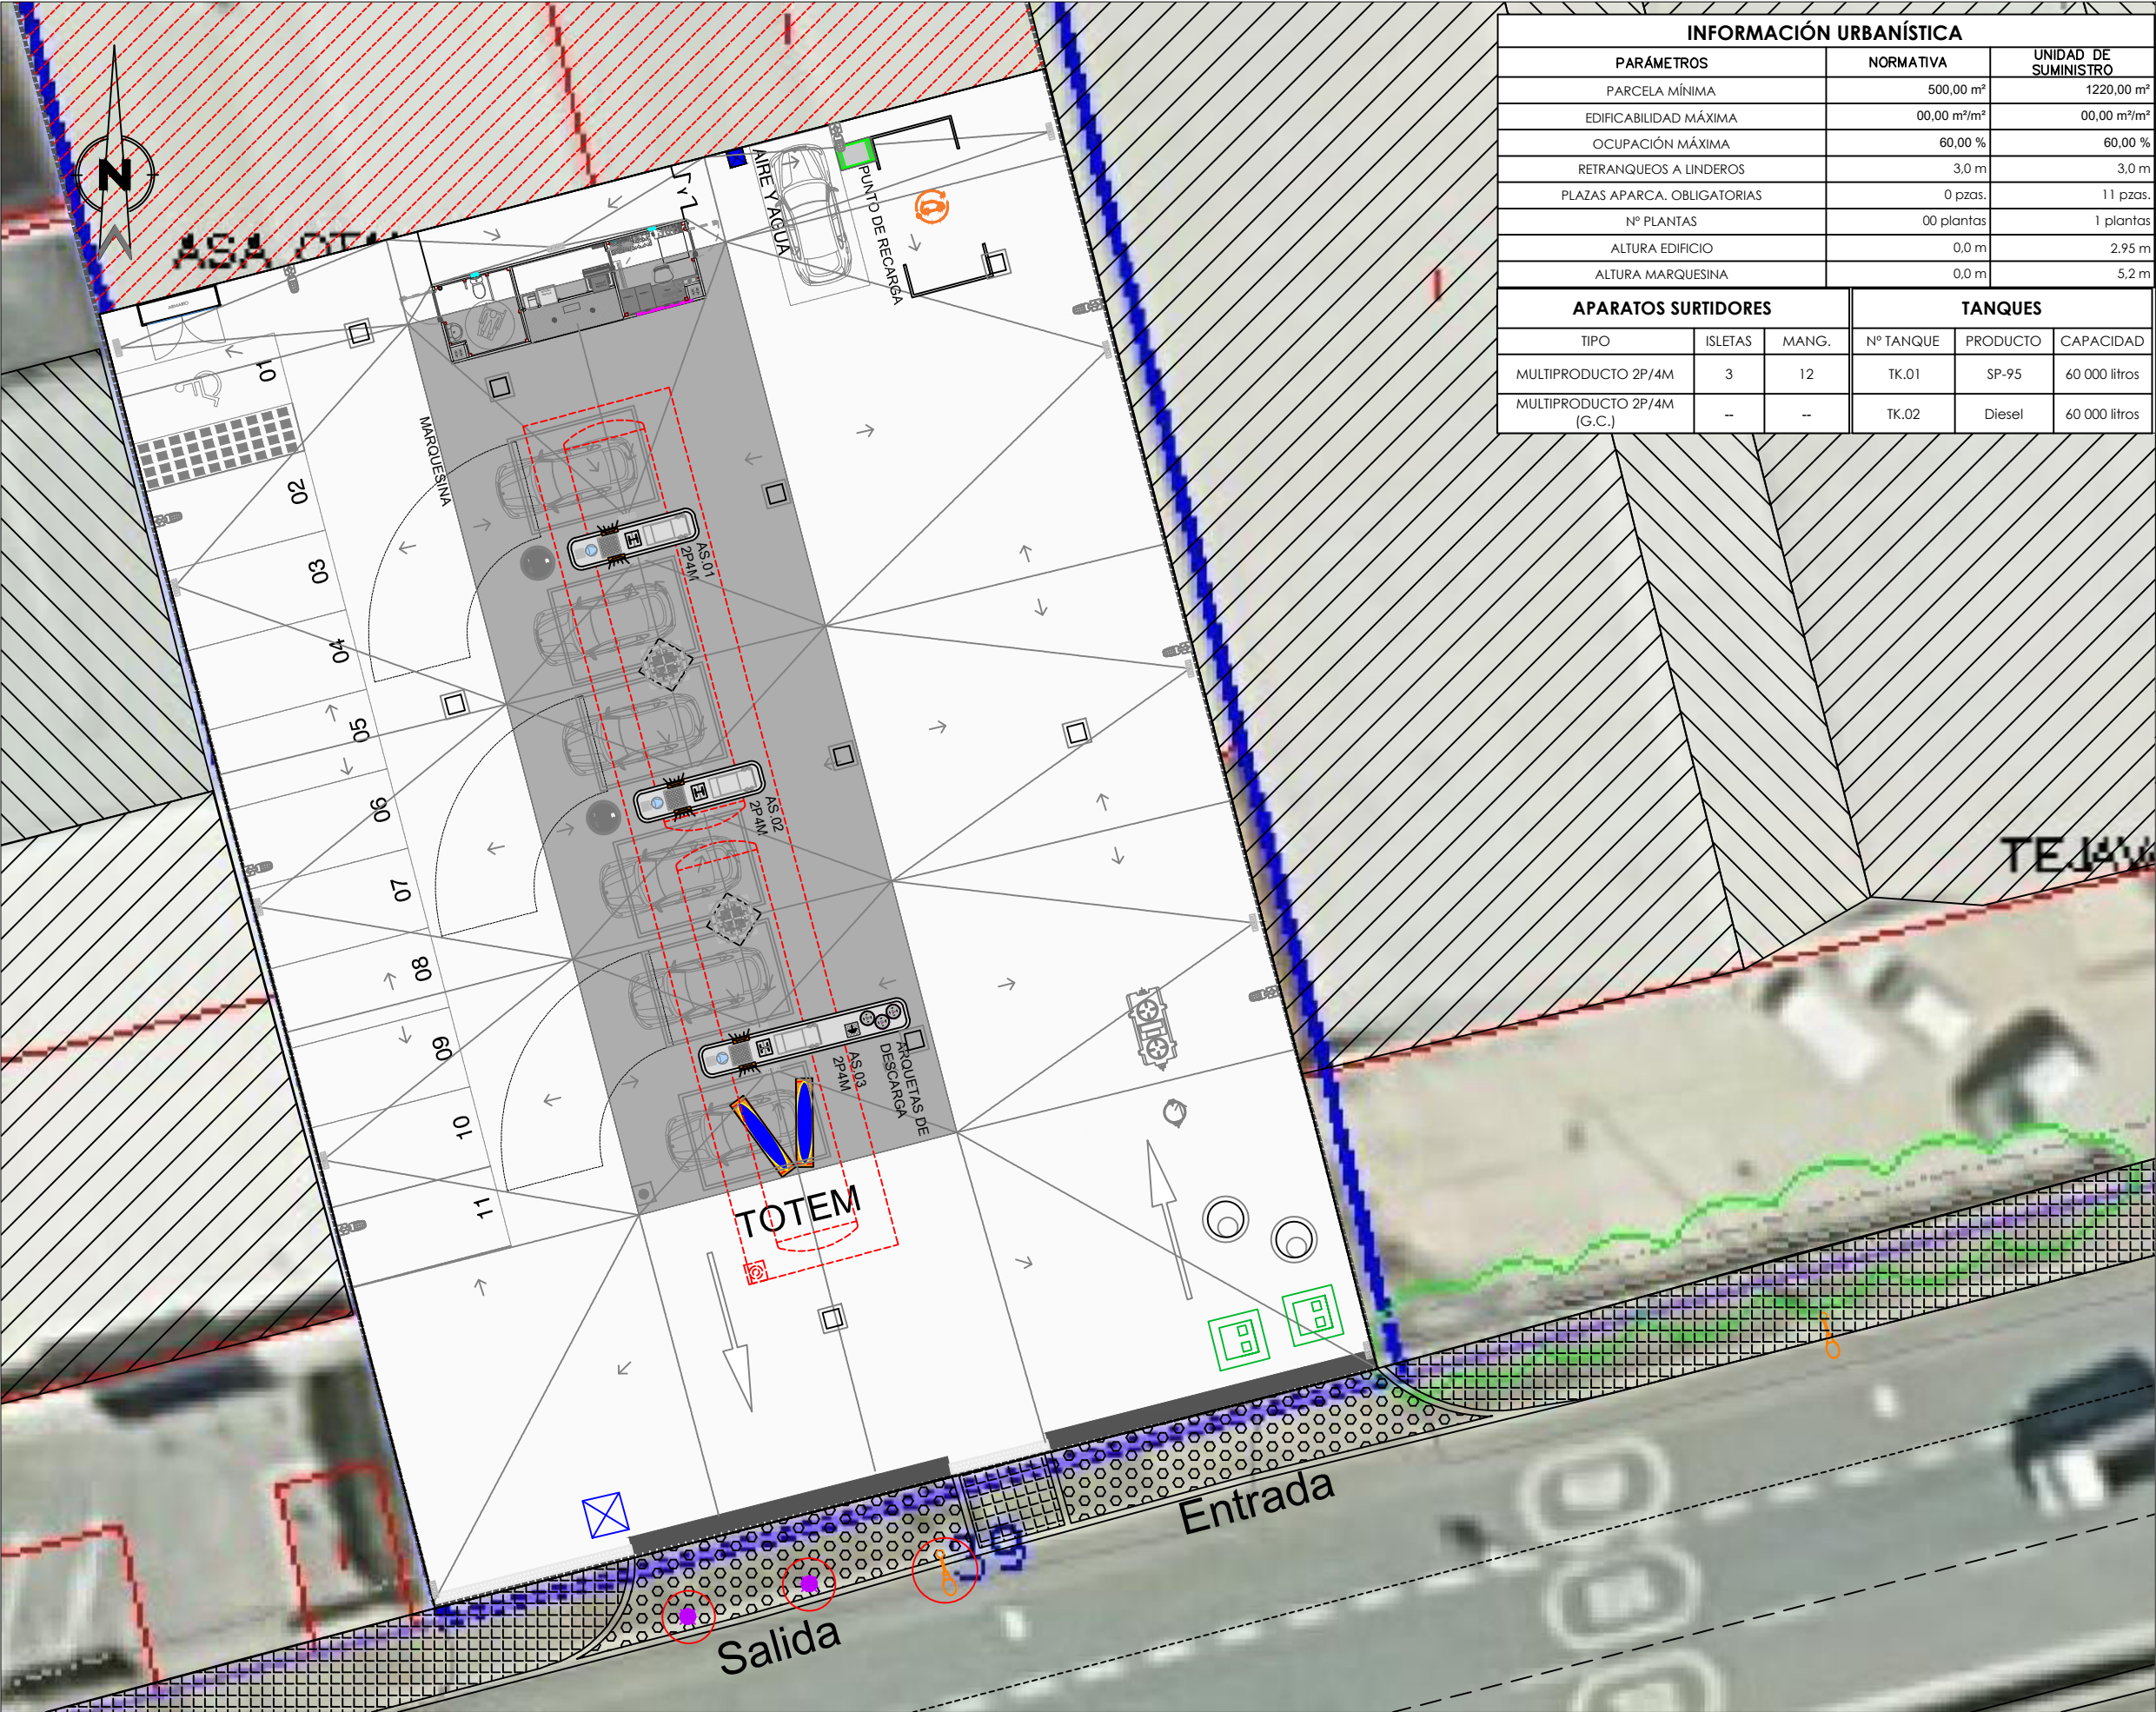 INFORMACIÓN URBANÍSTICA
PARÁMETROS NORMATIVA UNIDAD DE SUMINISTRO
PARCELA MÍNIMA 500,00 m² 1220,00 m²
EDIFICABILIDAD MÁXIMA 00,00 m²/m² 00,00 m²/m²
OCUPACIÓN MÁXIMA 60,00 % 60,00 %
RETRANQUEOS A LINDEROS 3,0 m 3,0 m
PLAZAS APARCA. OBLIGATORIAS 0 pzas. 11 pzas.
Nº PLANTAS 00 plantas 1 plantas
ALTURA EDIFICIO 0,0 m 2.95 m
ALTURA MARQUESINA 0,0 m 5,2 m
APARATOS SURTIDORES
TIPO ISLETAS MANG.
MULTIPRODUCTO 2P/4M 3 12
MULTIPRODUCTO 2P/4M (G.C.) -- --
TANQUES
Nº TANQUE PRODUCTO CAPACIDAD
TK.01 SP-95 60 000 litros
TK.02 Diesel 60 000 litros
N
AIRE Y AGUA
PUNTO DE RECARGA
ARMARIO
MARQUESINA
01
02
03
04
05
06
07
08
09
10
11
AS.01
2P4M
AS.02
2P4M
AS.03
2P4M
ARQUETAS DE
DESCARGA
TOTEM
Entrada
Salida
39